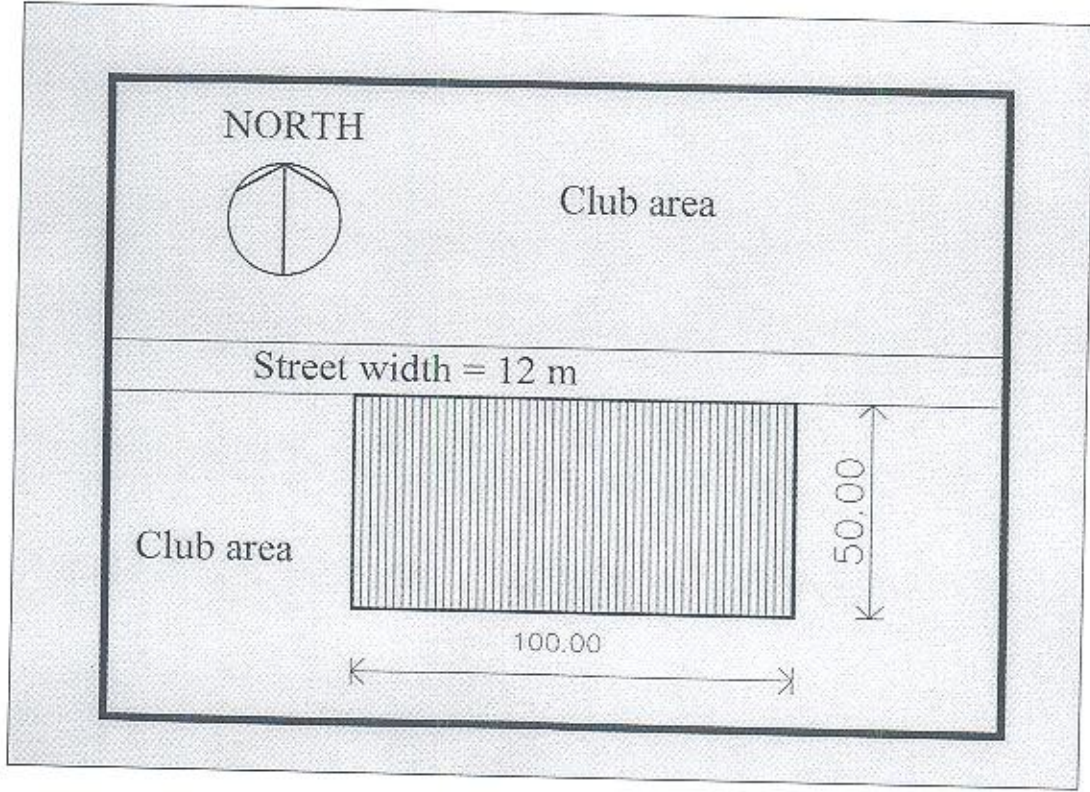 NORTH
Club area
Street width = 12 m
Club area
50.00
100.00